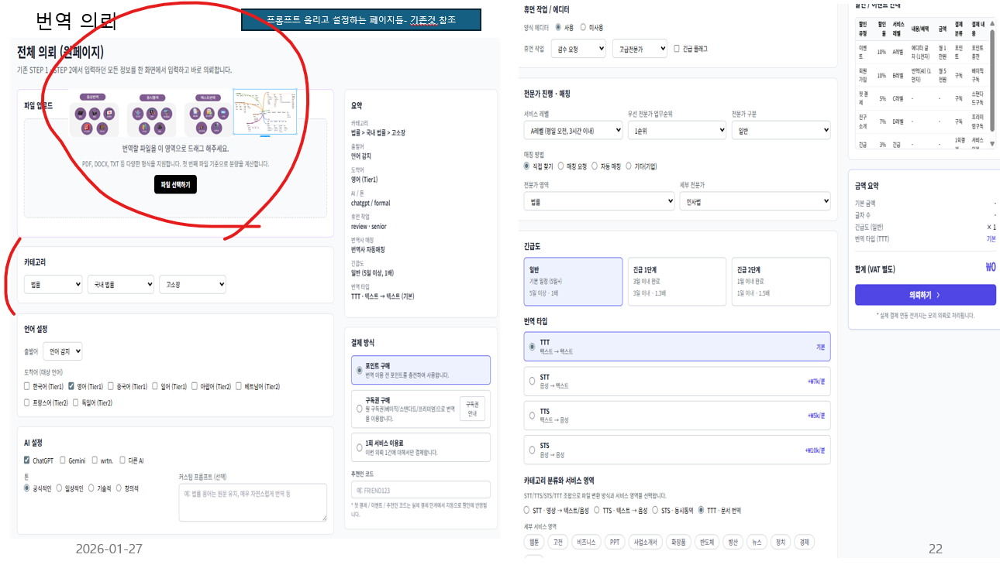 번역 의뢰
프롬프트 올리고 설정하는 페이지들- 기존것 참조
전체 의뢰 (원페이지)
기존 STEP 1 · STEP 2에서 입력하던 모든 정보를 한 화면에서 입력하고 바로 의뢰합니다.
파일 업로드
번역할 파일을 이 영역으로 드래그 해주세요.
PDF, DOCX, TXT 등 다양한 형식을 지원합니다. 첫 번째 파일 기준으로 분량을 계산합니다.
파일 선택하기
카테고리
법률 국내 법률 고소장
언어 설정
출발어 언어 감지
도착어 (대상 언어)
한국어 (Tier1) 영어 (Tier1) 중국어 (Tier1) 일어 (Tier1) 아랍어 (Tier2) 베트남어 (Tier2)
프랑스어 (Tier2) 독일어 (Tier2)
AI 설정
ChatGPT Gemini wrtn. 다른 AI
톤
공식적인 일상적인 기술적 창의적
커스텀 프롬프트 (선택)
예: 법률 용어는 원문 유지, 매우 자연스럽게 번역 등
요약
카테고리
법률 > 국내 법률 > 고소장
출발어
언어 감지
도착어
영어 (Tier1)
AI / 톤
chatgpt / formal
휴먼 작업
review · senior
번역사 매칭
번역사 자동매칭
긴급도
일반 (5일 이상, 1배)
번역 타입
TTT · 텍스트 → 텍스트 (기본)
결제 방식
포인트 구매
번역 이용 전 포인트를 충전하여 사용합니다.
구독권 구매
월 구독권(베이직/스탠다드/프리미엄)으로 번역
을 이용합니다.
구독권
안내
1회 서비스 이용료
이번 의뢰 1건에 대해서만 결제합니다.
추천인 코드
예: FRIEND123
* 첫 결제 / 이벤트 / 추천인 코드는 실제 결제 단계에서 자동으로 할인에 반영됩
니다.
휴먼 작업 / 에디터
양식 에디터 사용 미사용
휴먼 작업 감수 요청 고급전문가 긴급 플래그
전문가 진행 · 매칭
서비스 레벨 우선 전문가 업무순위 전문가 구분
A레벨 (평일 오전, 3시간 이내) 1순위 일반
매칭 방법
직접 찾기 매칭 요청 자동 매칭 기타(기업)
전문가 영역 세부 전문가
법률 민사법
긴급도
일반
기본 일정 (5일+)
5일 이상 · 1배
긴급 1단계
3일 이내 완료
3일 이내 · 1.3배
긴급 2단계
1일 이내 완료
1일 이내 · 1.5배
번역 타입
TTT 기본
텍스트 → 텍스트
STT +₩7k/분
음성 → 텍스트
TTS +₩5k/분
텍스트 → 음성
STS +₩10k/분
음성 → 음성
카테고리 분류와 서비스 영역
STT/TTS/STS/TTT 조합으로 파일 변환 방식과 서비스 영역을 선택합니다.
STT · 영상 → 텍스트/음성 TTS · 텍스트 → 음성 STS · 동시통역 TTT · 문서 번역
세부 서비스 영역
웹툰 고전 비즈니스 PPT 사업소개서 화장품 반도체 방산 뉴스 정치 경제
할인 / 이벤트 안내
할인 유형 할인율 서비스 레벨 내용/혜택 금액 결제 분류 결제 내용
이벤트 10% A레벨 에디터 글자 (1천자) 월 1만원 포인트 포인트 충전
회원 가입 10% B레벨 번역(AI) (1만자) 월 5천원 구독 베이직 구독
첫 결제 5% C레벨 - - 구독 스탠다드구독
친구 소개 7% D레벨 - - 구독 프리미엄구독
긴급 3% 긴급 - - 1회결 서비스
금액 요약
기본 금액 -
글자 수 -
긴급도 (일반) × 1
번역 타입 (TTT) 기본
합계 (VAT 별도) ₩0
의뢰하기 〉
* 실제 결제 연동 전까지는 모의 의뢰로 처리됩니다.
2026-01-27
22